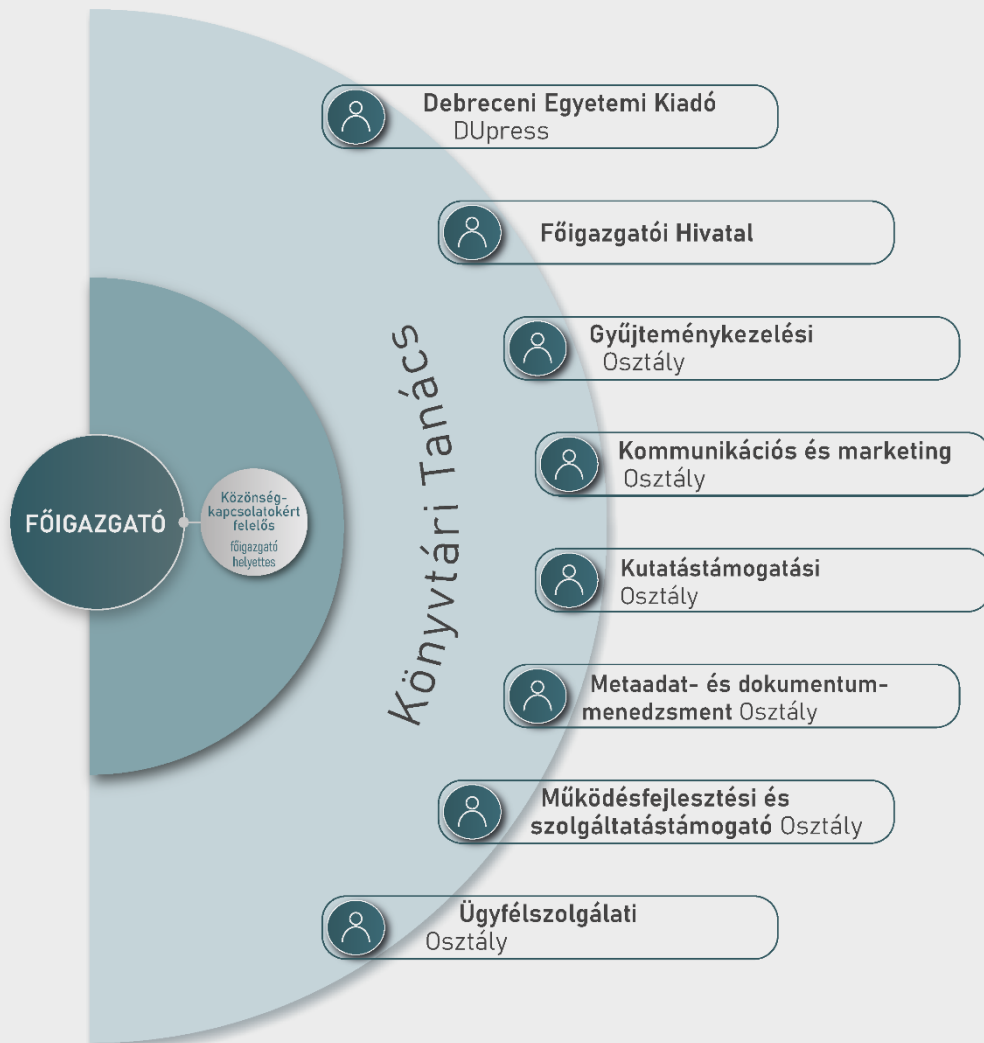 FŐIGAZGATÓ
Közönség-
kapcsolatokért
felelős
főigazgató
helyettes
Könyvtári Tanács
Debreceni Egyetemi Kiadó
DUpress
Főigazgatói Hivatal
Gyűjteménykezelési
Osztály
Kommunikációs és marketing
Osztály
Kutatástámogatási
Osztály
Metaadat- és dokumentum-
menedzsment Osztály
Működésfejlesztési és
szolgáltatástámogató Osztály
Ügyfélszolgálati
Osztály